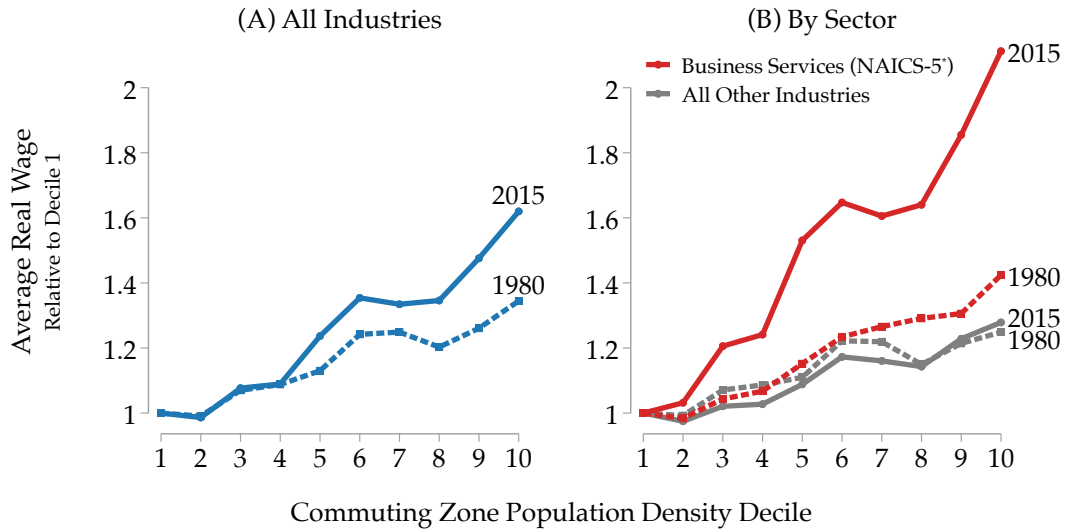 (A) All Industries
(B) By Sector
Average Real Wage
Relative to Decile 1
2
1.8
1.6
1.4
1.2
1
2015
1980
1 2 3 4 5 6 7 8 9 10
Business Services (NAICS-5*)
All Other Industries
2
1.8
1.6
1.4
1.2
1
2015
1980
2015
1980
1 2 3 4 5 6 7 8 9 10
Commuting Zone Population Density Decile